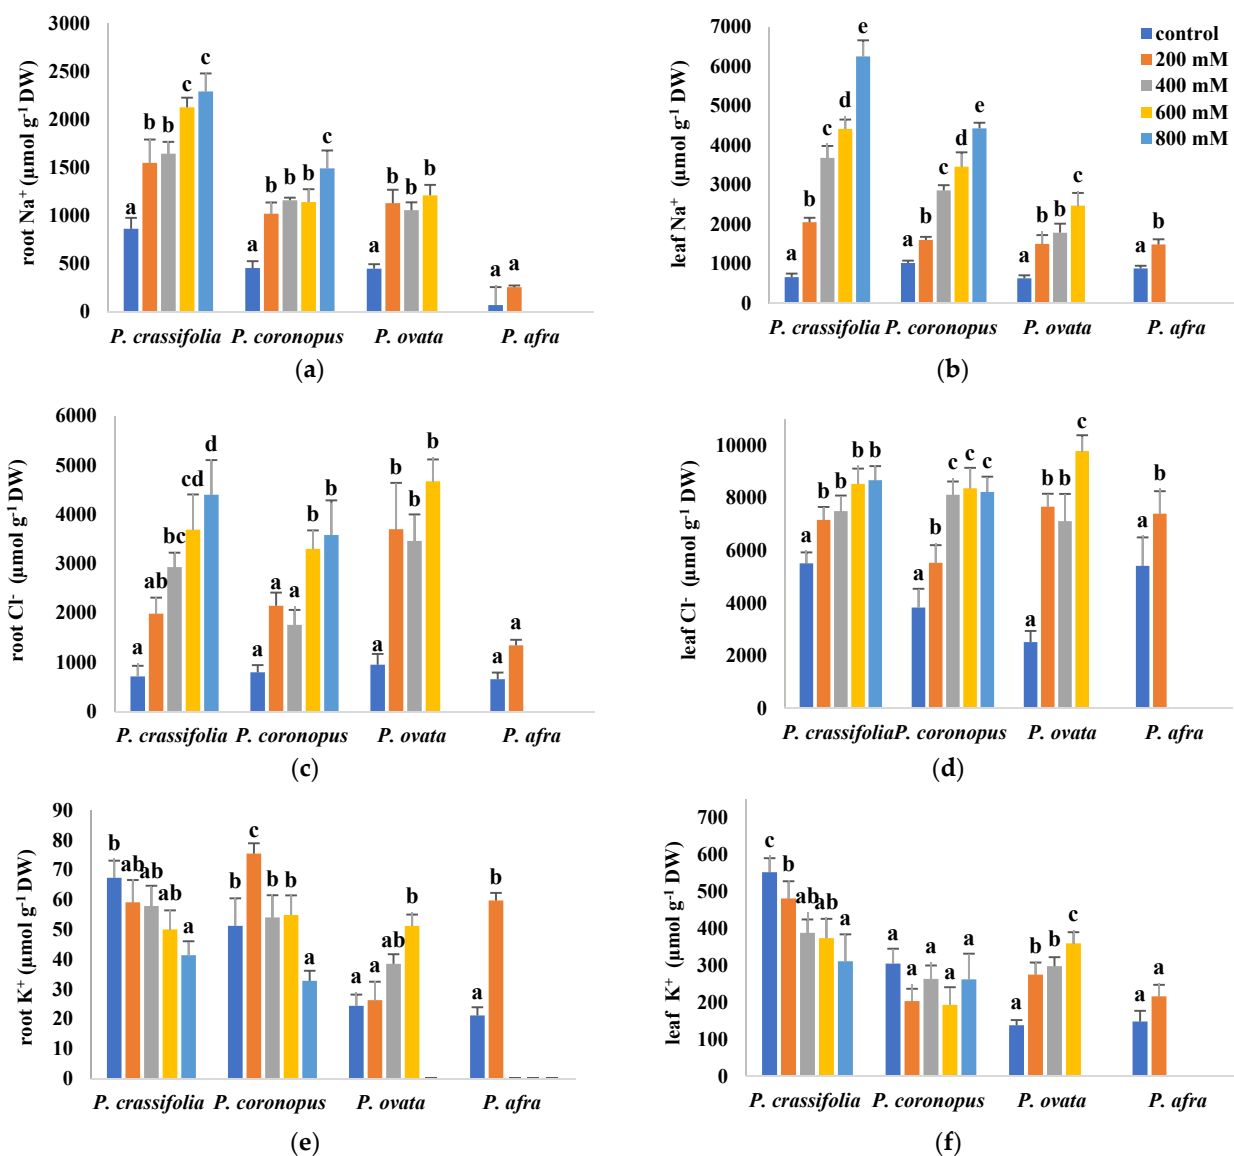 root Na⁺ (μmol g⁻¹ DW)
3000
2500
2000
1500
1000
500
0
a b b c c
a b b b c
a b b b
a a
P. crassifolia P. coronopus P. ovata P. afra
(a)
leaf Na⁺ (μmol g⁻¹ DW)
7000
6000
5000
4000
3000
2000
1000
0
a b c d e
a b c d e
a b b c
a b
control
200 mM
400 mM
600 mM
800 mM
P. crassifolia P. coronopus P. ovata P. afra
(b)
root Cl⁻ (μmol g⁻¹ DW)
6000
5000
4000
3000
2000
1000
0
a ab bc cd d
a a a b b
a b b b
a a
P. crassifolia P. coronopus P. ovata P. afra
(c)
leaf Cl⁻ (μmol g⁻¹ DW)
10000
8000
6000
4000
2000
0
a b b b b
a b c c c
a b b c
a b
P. crassifolia P. coronopus P. ovata P. afra
(d)
root K⁺ (μmol g⁻¹ DW)
90
80
70
60
50
40
30
20
10
0
b ab ab ab a
b c b b a
a a ab b
a b
P. crassifolia P. coronopus P. ovata P. afra
(e)
leaf K⁺ (μmol g⁻¹ DW)
700
600
500
400
300
200
100
0
c b ab ab a
a a a a a
a b b c
a a
P. crassifolia P. coronopus P. ovata P. afra
(f)